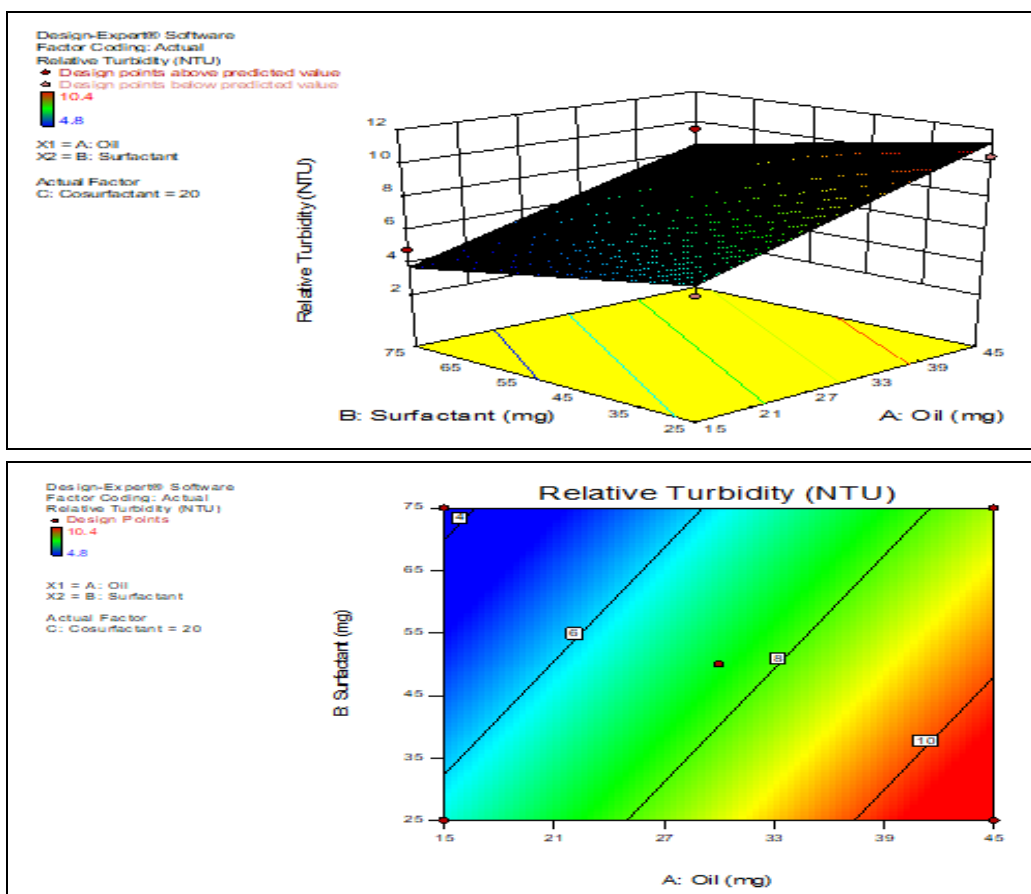 Design-Expert® Software
Factor Coding: Actual
Relative Turbidity (NTU)
Design points above predicted value
Design points below predicted value
10.4
4.8
X1 = A: Oil
X2 = B: Surfactant
Actual Factor
C: Cosurfactant = 20
Relative Turbidity (NTU)
12
10
8
6
4
2
75
65
55
45
35
25
15
21
27
33
39
45
B: Surfactant (mg)
A: Oil (mg)
Design-Expert® Software
Factor Coding: Actual
Relative Turbidity (NTU)
Design Points
10.4
4.8
X1 = A: Oil
X2 = B: Surfactant
Actual Factor
C: Cosurfactant = 20
Relative Turbidity (NTU)
B: Surfactant (mg)
75
65
55
45
35
25
4
6
8
10
15
21
27
33
39
45
A: Oil (mg)